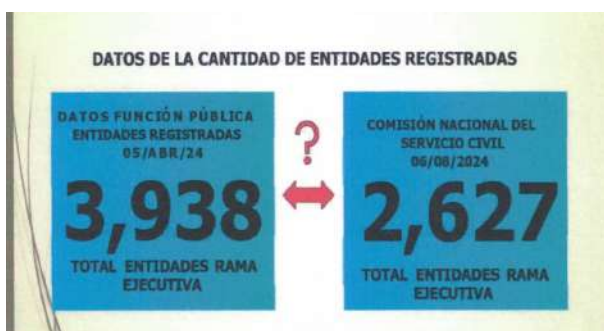 DATOS DE LA CANTIDAD DE ENTIDADES REGISTRADAS
DATOS FUNCIÓN PÚBLICA
ENTIDADES REGISTRADAS
05/ABR/24
3,938
TOTAL ENTIDADES RAMA
EJECUTIVA
?
COMISIÓN NACIONAL DEL
SERVICIO CIVIL
06/08/2024
2,627
TOTAL ENTIDADES RAMA
EJECUTIVA